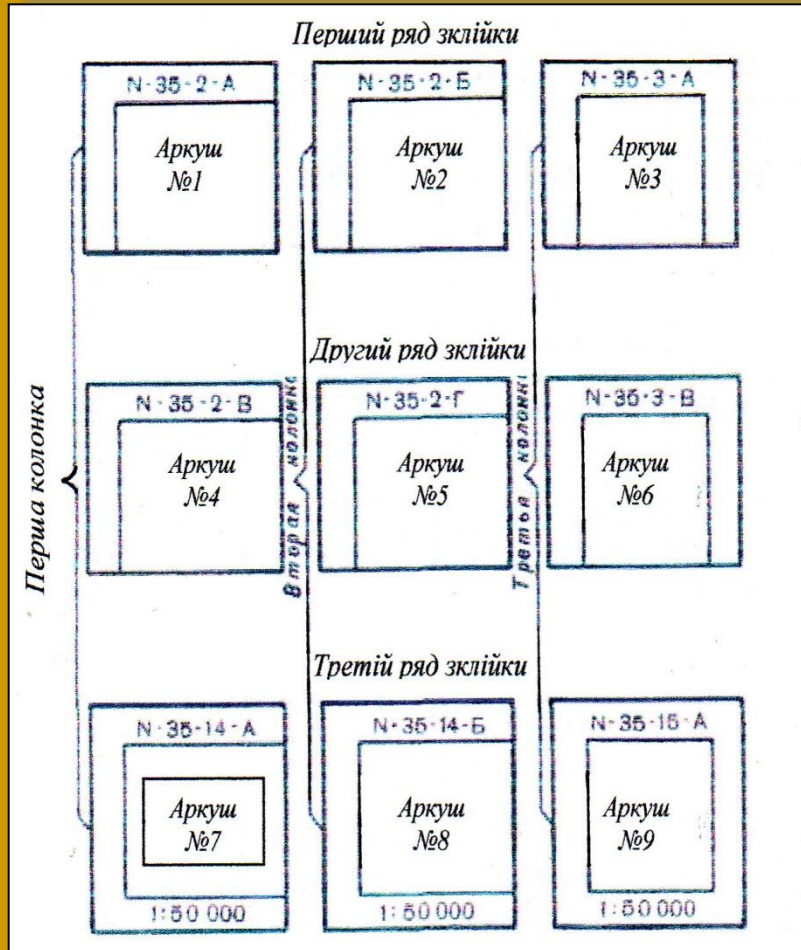 Перший ряд зклійки
N-35-2-А
N-35-2-Б
N-35-3-А
Аркуш
№1
Аркуш
№2
Аркуш
№3
Другий ряд зклійки
N-35-2-В
N-35-2-Г
N-35-3-В
Аркуш
№4
Аркуш
№5
Аркуш
№6
Перша колонка
Вторая колонка
Третья колонка
Третій ряд зклійки
N-35-14-А
N-35-14-Б
N-35-15-А
Аркуш
№7
Аркуш
№8
Аркуш
№9
1:50 000
1:50 000
1:50 000